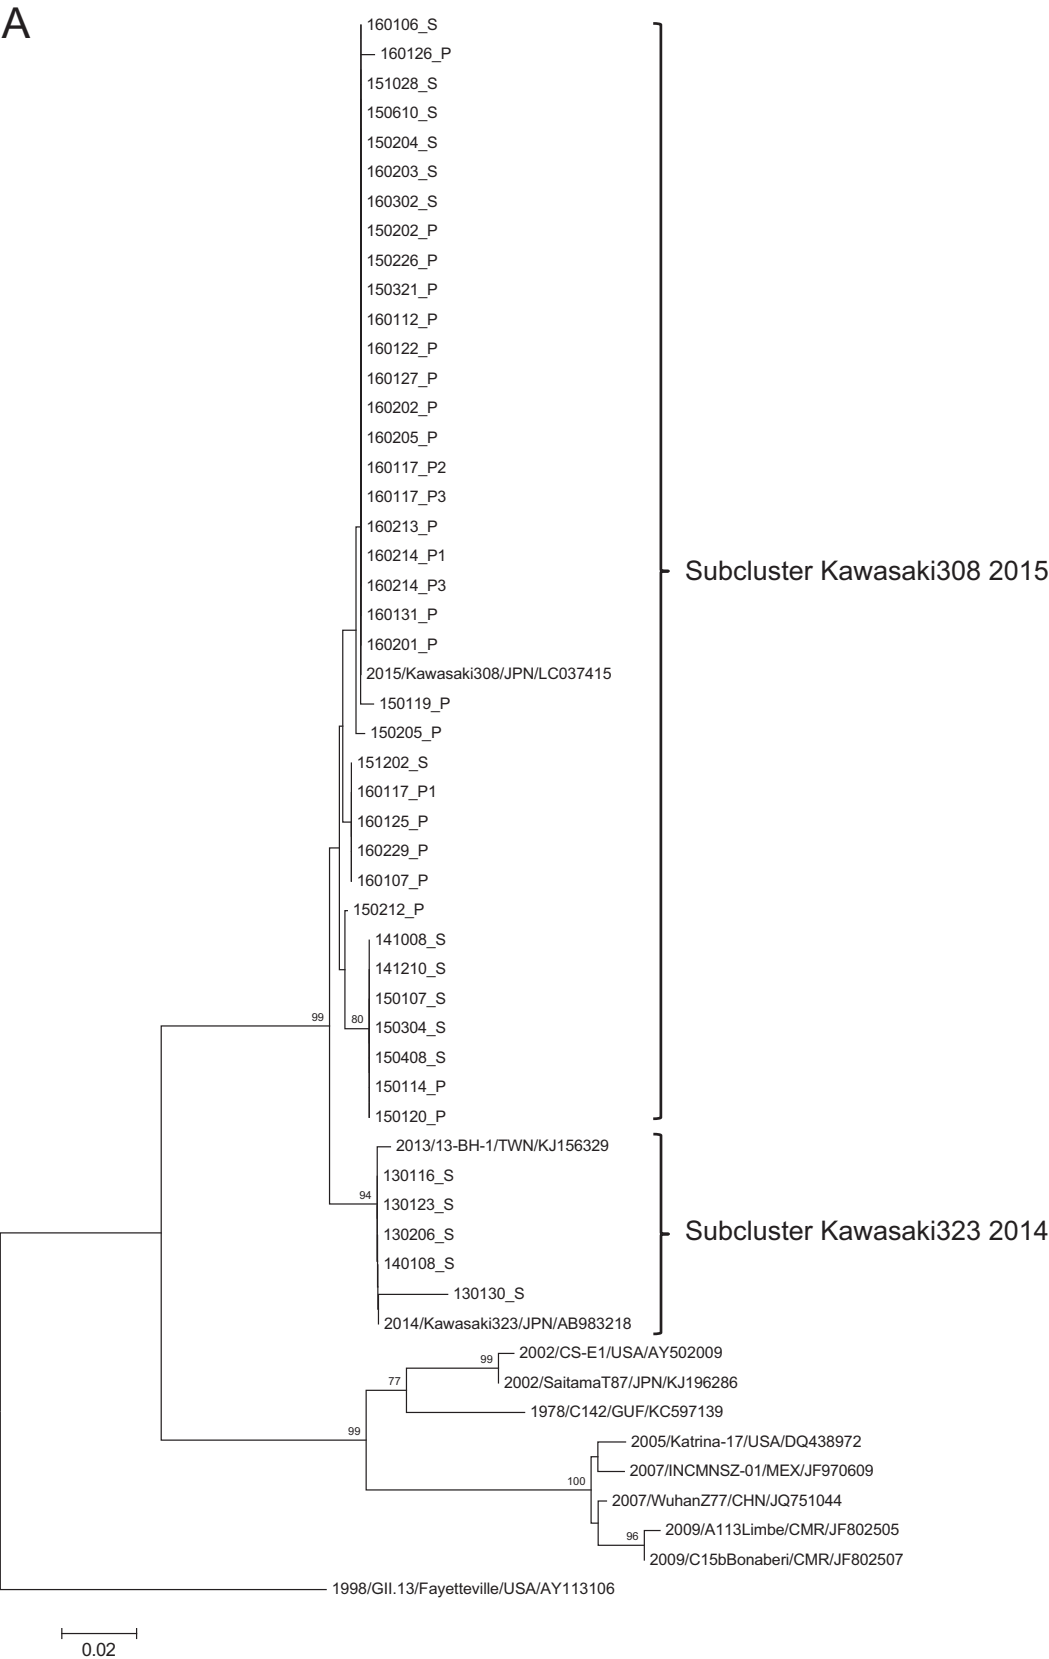 A
160106_S
160126_P
151028_S
150610_S
150204_S
160203_S
160302_S
150202_P
150226_P
150321_P
160112_P
160122_P
160127_P
160202_P
160205_P
160117_P2
160117_P3
160213_P
160214_P1
Subcluster Kawasaki308 2015
160214_P3
160131_P
160201_P
2015/Kawasaki308/JPN/LC037415
150119_P
150205_P
151202_S
160117_P1
160125_P
160229_P
160107_P
150212_P
141008_S
141210_S
150107_S
99
80
150304_S
150408_S
150114_P
150120_P
2013/13-BH-1/TWN/KJ156329
130116_S
94
130123_S
130206_S
Subcluster Kawasaki323 2014
140108_S
130130_S
2014/Kawasaki323/JPN/AB983218
2002/CS-E1/USA/AY502009
99
2002/SaitamaT87/JPN/KJ196286
77
1978/C142/GUF/KC597139
99
2005/Katrina-17/USA/DQ438972
2007/INCMNSZ-01/MEX/JF970609
100
2007/WuhanZ77/CHN/JQ751044
2009/A113Limbe/CMR/JF802505
96
2009/C15bBonaberi/CMR/JF802507
1998/GII.13/Fayetteville/USA/AY113106
0.02